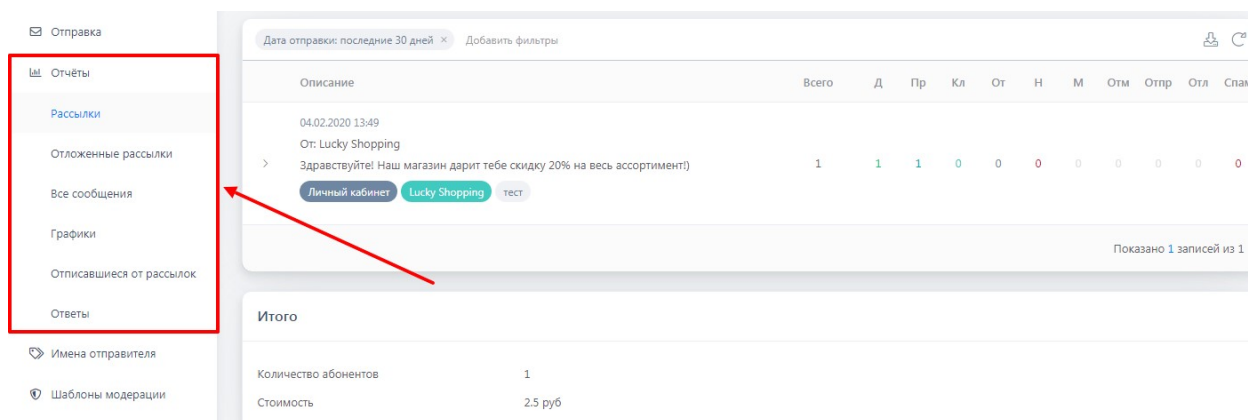 Отправка
Отчёты
Рассылки
Отложенные рассылки
Все сообщения
Графики
Отписавшиеся от рассылок
Ответы
Имена отправителя
Шаблоны модерации
Дата отправки: последние 30 дней × Добавить фильтры
Описание Всего Д Пр Кл От Н М Отм Отпр Отл Спам
04.02.2020 13:49
От: Lucky Shopping
Здравствуйте! Наш магазин дарит тебе скидку 20% на весь ассортимент!) 1 1 1 0 0 0 0 0 0 0 0
Личный кабинет Lucky Shopping тест
Показано 1 записей из 1
Итого
Количество абонентов 1
Стоимость 2.5 руб